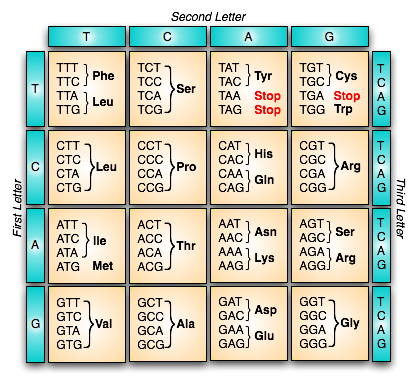 Second Letter
T C A G
First Letter
Third Letter
T
TTT TTC Phe
TTA TTG Leu
TCT TCC TCA TCG Ser
TAT TAC Tyr
TAA Stop
TAG Stop
TGT TGC Cys
TGA Stop
TGG Trp
T C A G
C
CTT CTC CTA CTG Leu
CCT CCC CCA CCG Pro
CAT CAC His
CAA CAG Gln
CGT CGC CGA CGG Arg
T C A G
A
ATT ATC ATA Ile
ATG Met
ACT ACC ACA ACG Thr
AAT AAC Asn
AAA AAG Lys
AGT AGC Ser
AGA AGG Arg
T C A G
G
GTT GTC GTA GTG Val
GCT GCC GCA GCG Ala
GAT GAC Asp
GAA GAG Glu
GGT GGC GGA GGG Gly
T C A G